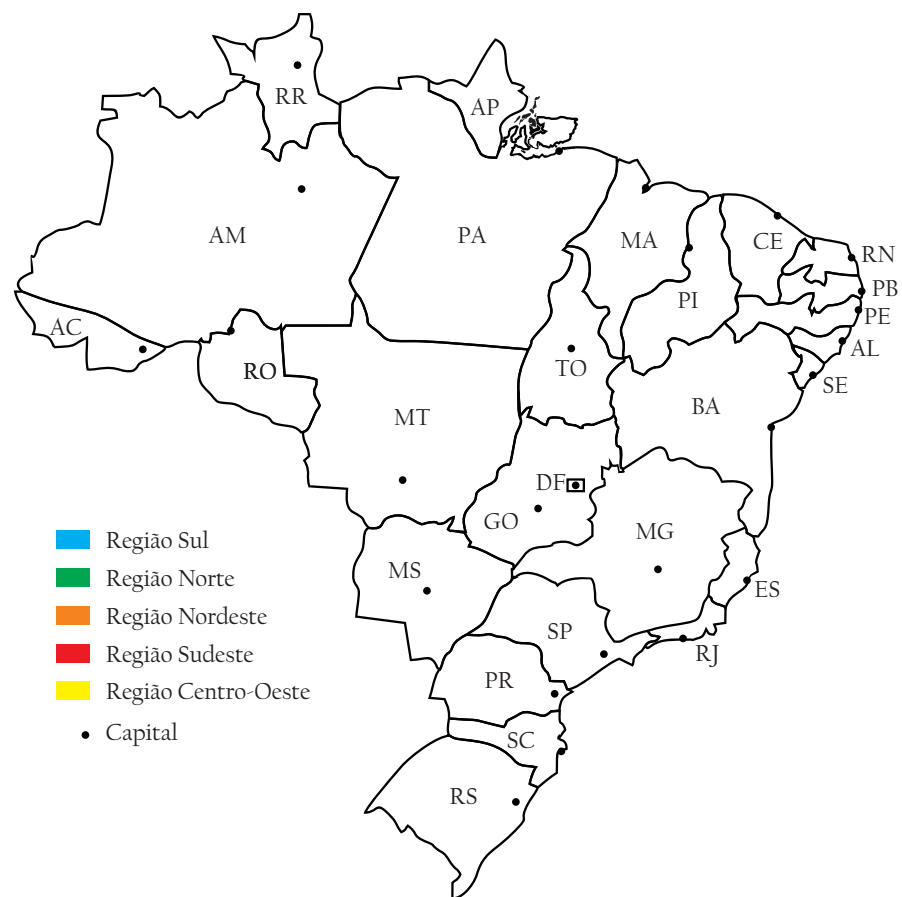 RR
AP
AM
PA
MA
CE
RN
PI
PB
PE
AC
AL
RO
TO
SE
MT
BA
DF
GO
MG
MS
ES
SP
RJ
PR
SC
RS
Região Sul
Região Norte
Região Nordeste
Região Sudeste
Região Centro-Oeste
Capital